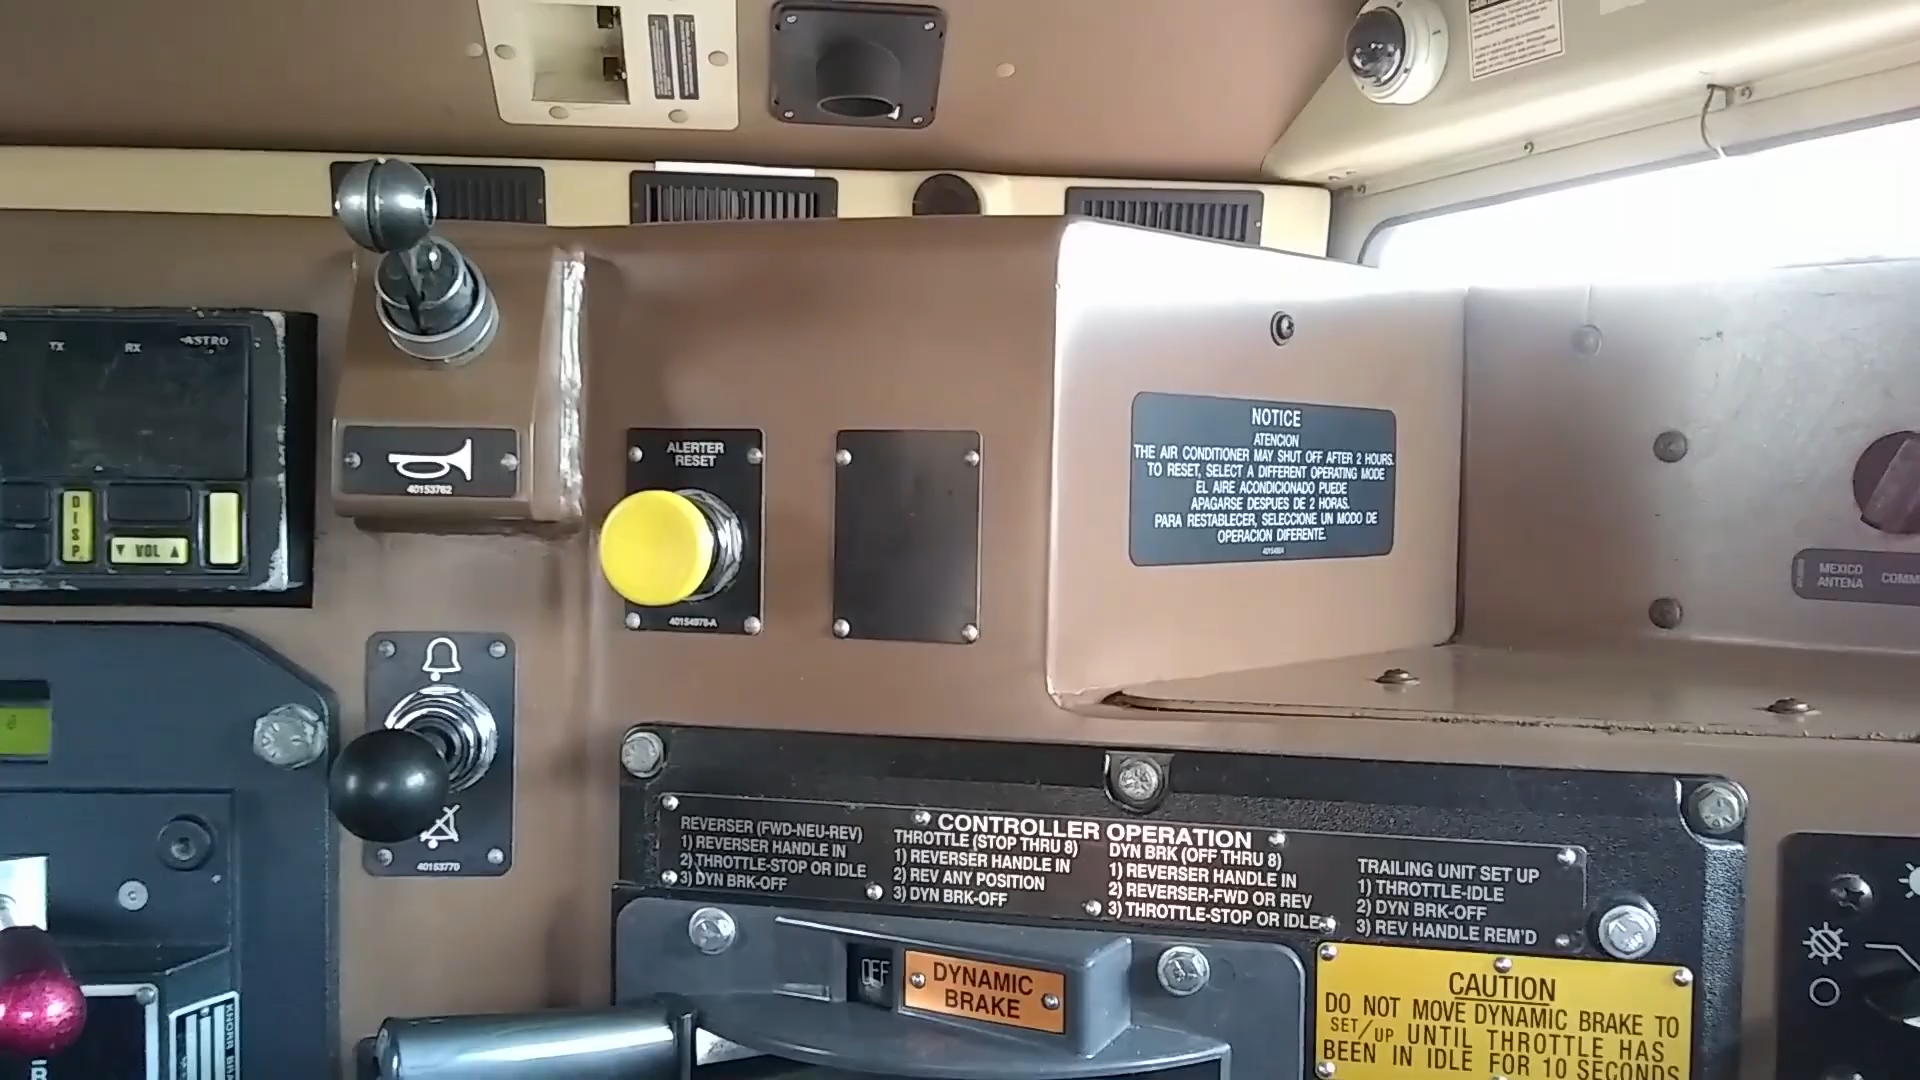 TX
RX
ASTRO
DISP.
▼ VOL ▲
40153762
ALERTER
RESET
40154978-A
NOTICE
ATENCION
THE AIR CONDITIONER MAY SHUT OFF AFTER 2 HOURS.
TO RESET, SELECT A DIFFERENT OPERATING MODE
EL AIRE ACONDICIONADO PUEDE
APAGARSE DESPUES DE 2 HORAS.
PARA RESTABLECER, SELECCIONE UN MODO DE
OPERACION DIFERENTE.
MEXICO
ANTENA
COMM
40153770
CONTROLLER OPERATION
REVERSER (FWD-NEU-REV)
1) REVERSER HANDLE IN
2) THROTTLE-STOP OR IDLE
3) DYN BRK-OFF
THROTTLE (STOP THRU 8)
1) REVERSER HANDLE IN
2) REV ANY POSITION
3) DYN BRK-OFF
DYN BRK (OFF THRU 8)
1) REVERSER HANDLE IN
2) REVERSER-FWD OR REV
3) THROTTLE-STOP OR IDLE
TRAILING UNIT SET UP
1) THROTTLE-IDLE
2) DYN BRK-OFF
3) REV HANDLE REM'D
OFF
DYNAMIC
BRAKE
CAUTION
DO NOT MOVE DYNAMIC BRAKE TO
SET/UP UNTIL THROTTLE HAS
BEEN IN IDLE FOR 10 SECONDS
KNORR BRA